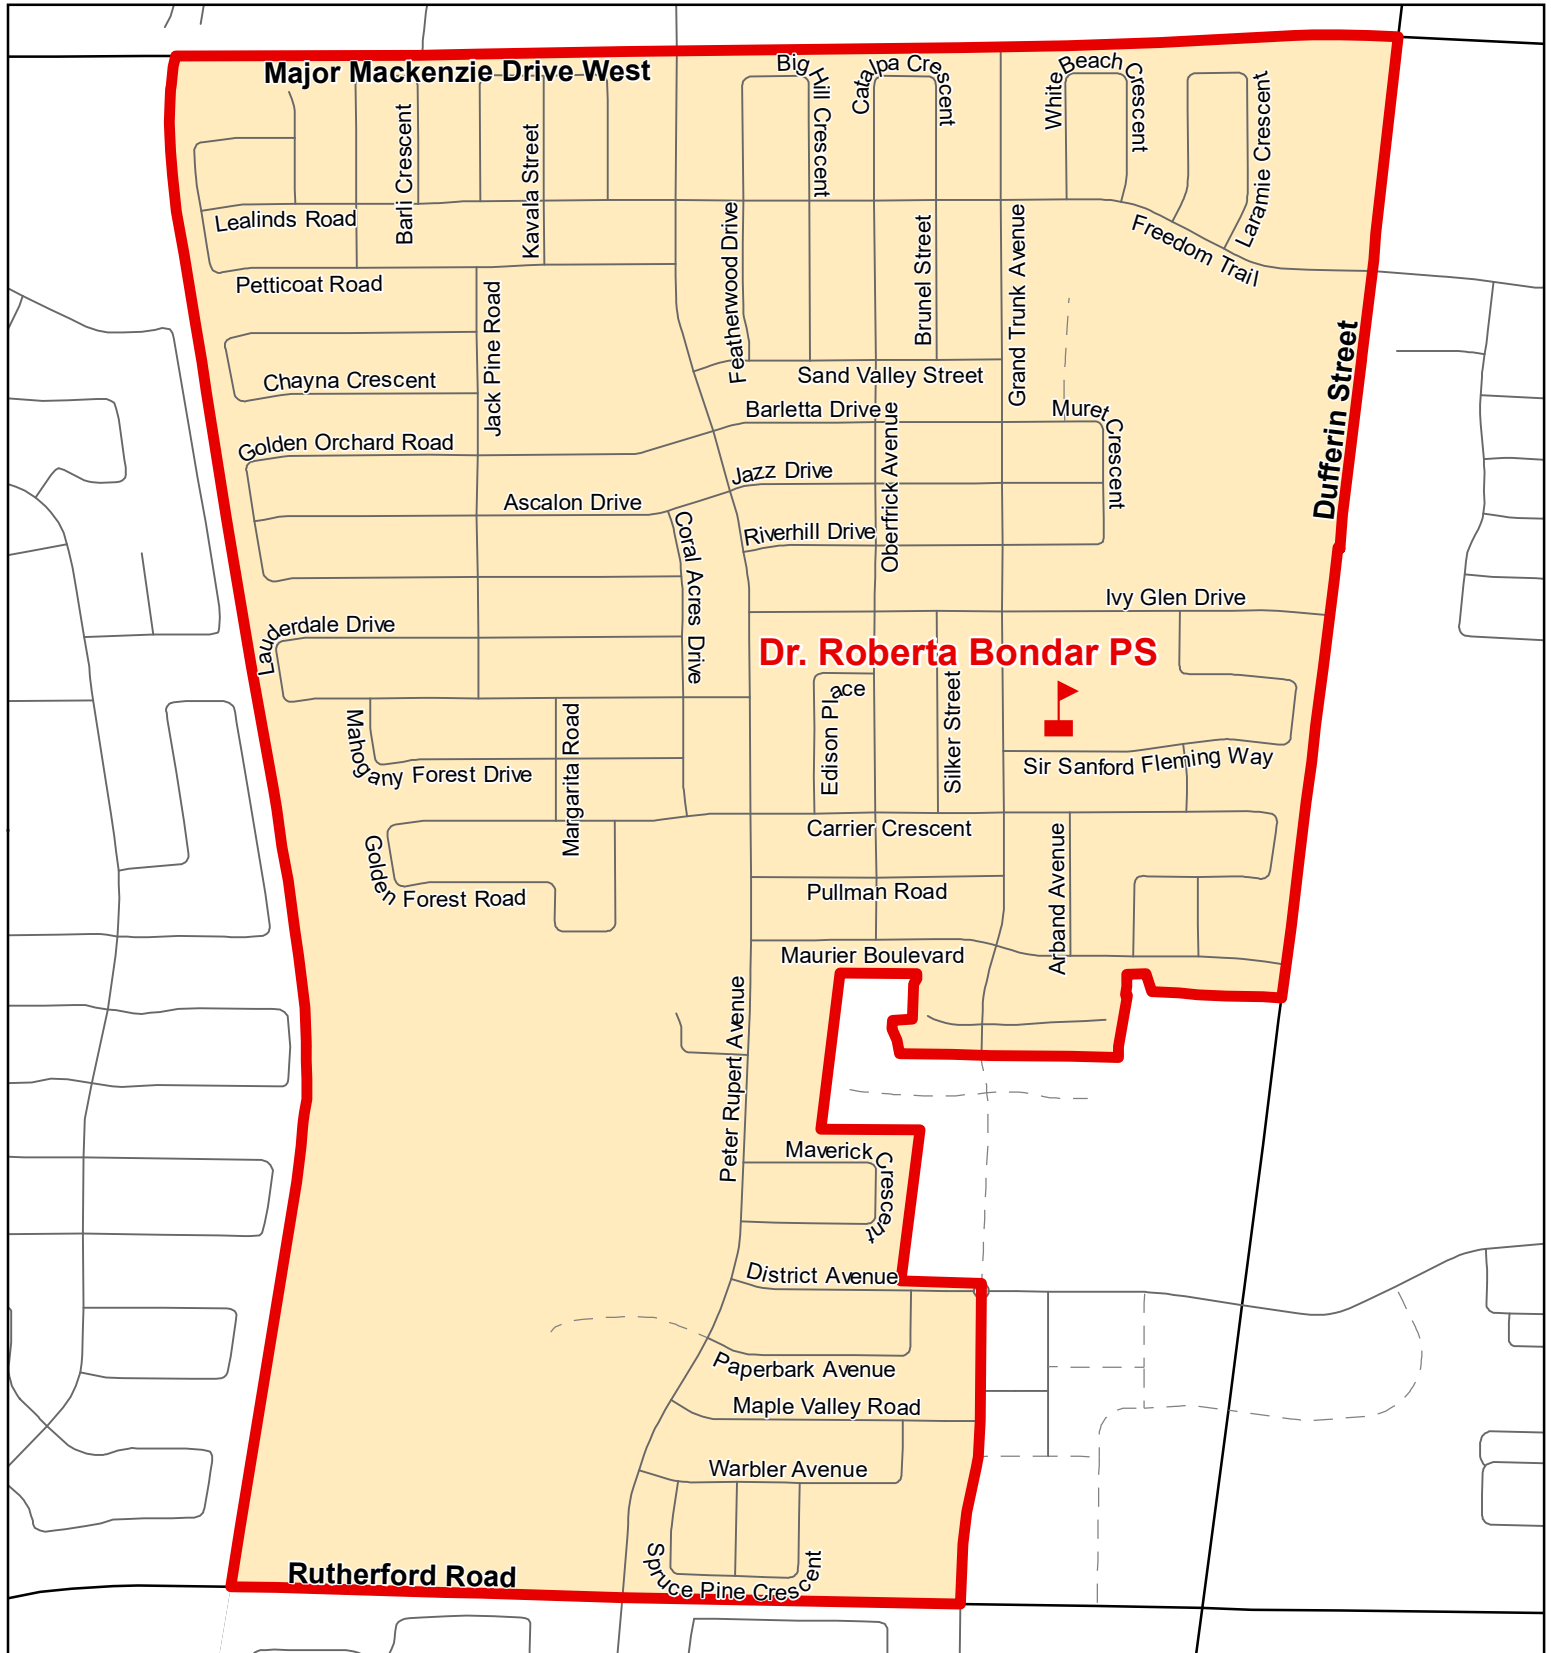 Major Mackenzie Drive West
Big Hill Crescent
Catalpa Crescent
White Beach Crescent
Laramie Crescent
Barli Crescent
Kavala Street
Lealinds Road
Featherwood Drive
Brunel Street
Grand Trunk Avenue
Freedom Trail
Petticoat Road
Jack Pine Road
Dufferin Street
Chayna Crescent
Sand Valley Street
Barletta Drive
Oberfrick Avenue
Muret Crescent
Golden Orchard Road
Jazz Drive
Ascalon Drive
Coral Acres Drive
Riverhill Drive
Ivy Glen Drive
Lauderdale Drive
Dr. Roberta Bondar PS
Edison Place
Silker Street
Mahogany Forest Drive
Margarita Road
Sir Sanford Fleming Way
Carrier Crescent
Golden Forest Road
Pullman Road
Arband Avenue
Maurier Boulevard
Peter Rupert Avenue
Maverick Crescent
District Avenue
Paperbark Avenue
Maple Valley Road
Warbler Avenue
Spruce Pine Crescent
Rutherford Road